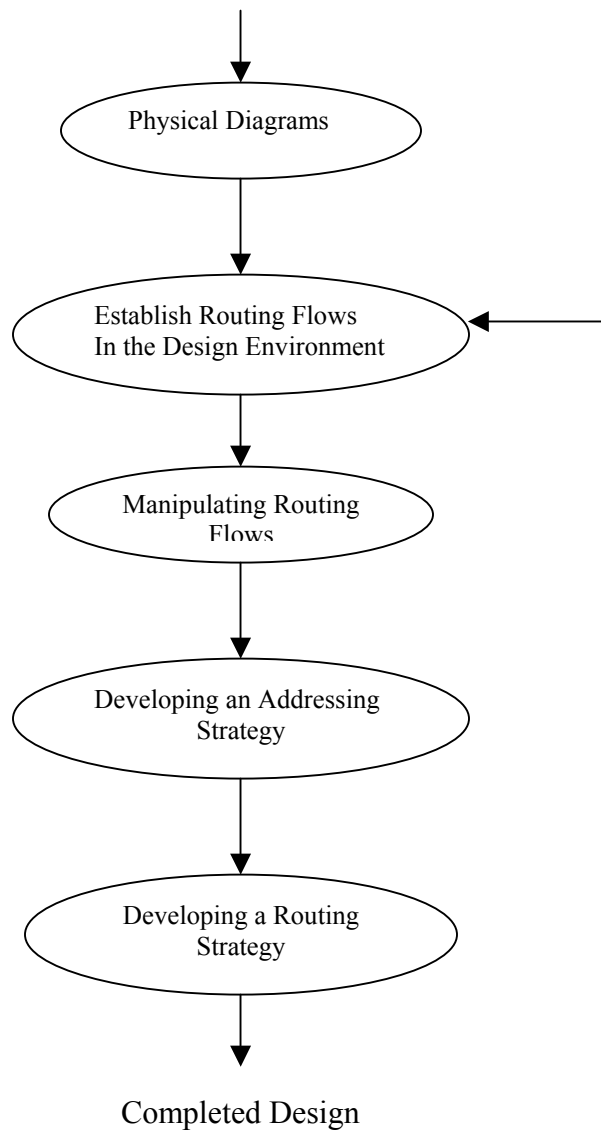 Physical Diagrams
Establish Routing Flows
In the Design Environment
Manipulating Routing
Flows
Developing an Addressing
Strategy
Developing a Routing
Strategy
Completed Design